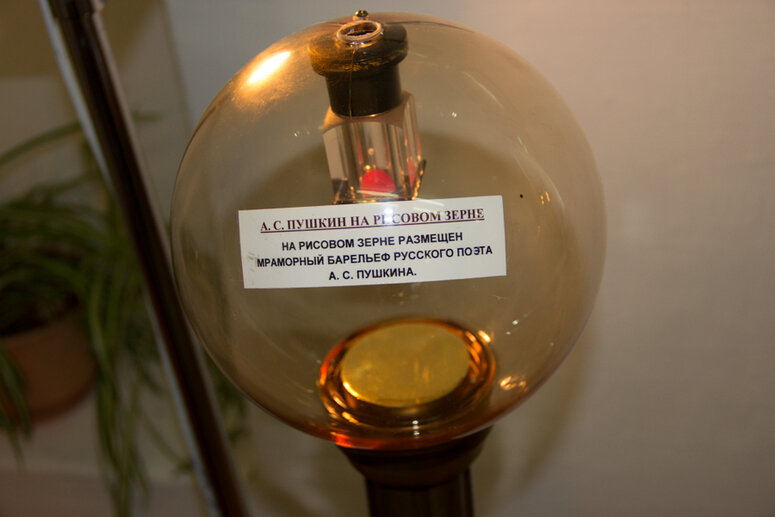 А. С. ПУШКИН НА РИСОВОМ ЗЕРНЕ
НА РИСОВОМ ЗЕРНЕ РАЗМЕЩЕН
МРАМОРНЫЙ БАРЕЛЬЕФ РУССКОГО ПОЭТА
А. С. ПУШКИНА.